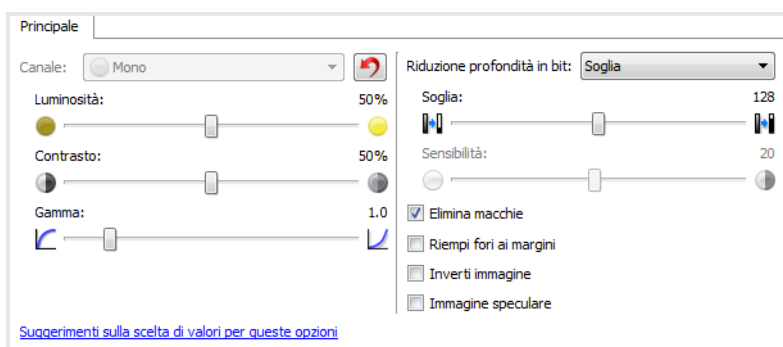 Principale
Canale: Mono
Luminosità: 50%
Contrasto: 50%
Gamma: 1.0
Suggerimenti sulla scelta di valori per queste opzioni
Riduzione profondità in bit: Soglia
Soglia: 128
Sensibilità: 20
Elimina macchie
Riempi fori ai margini
Inverti immagine
Immagine speculare